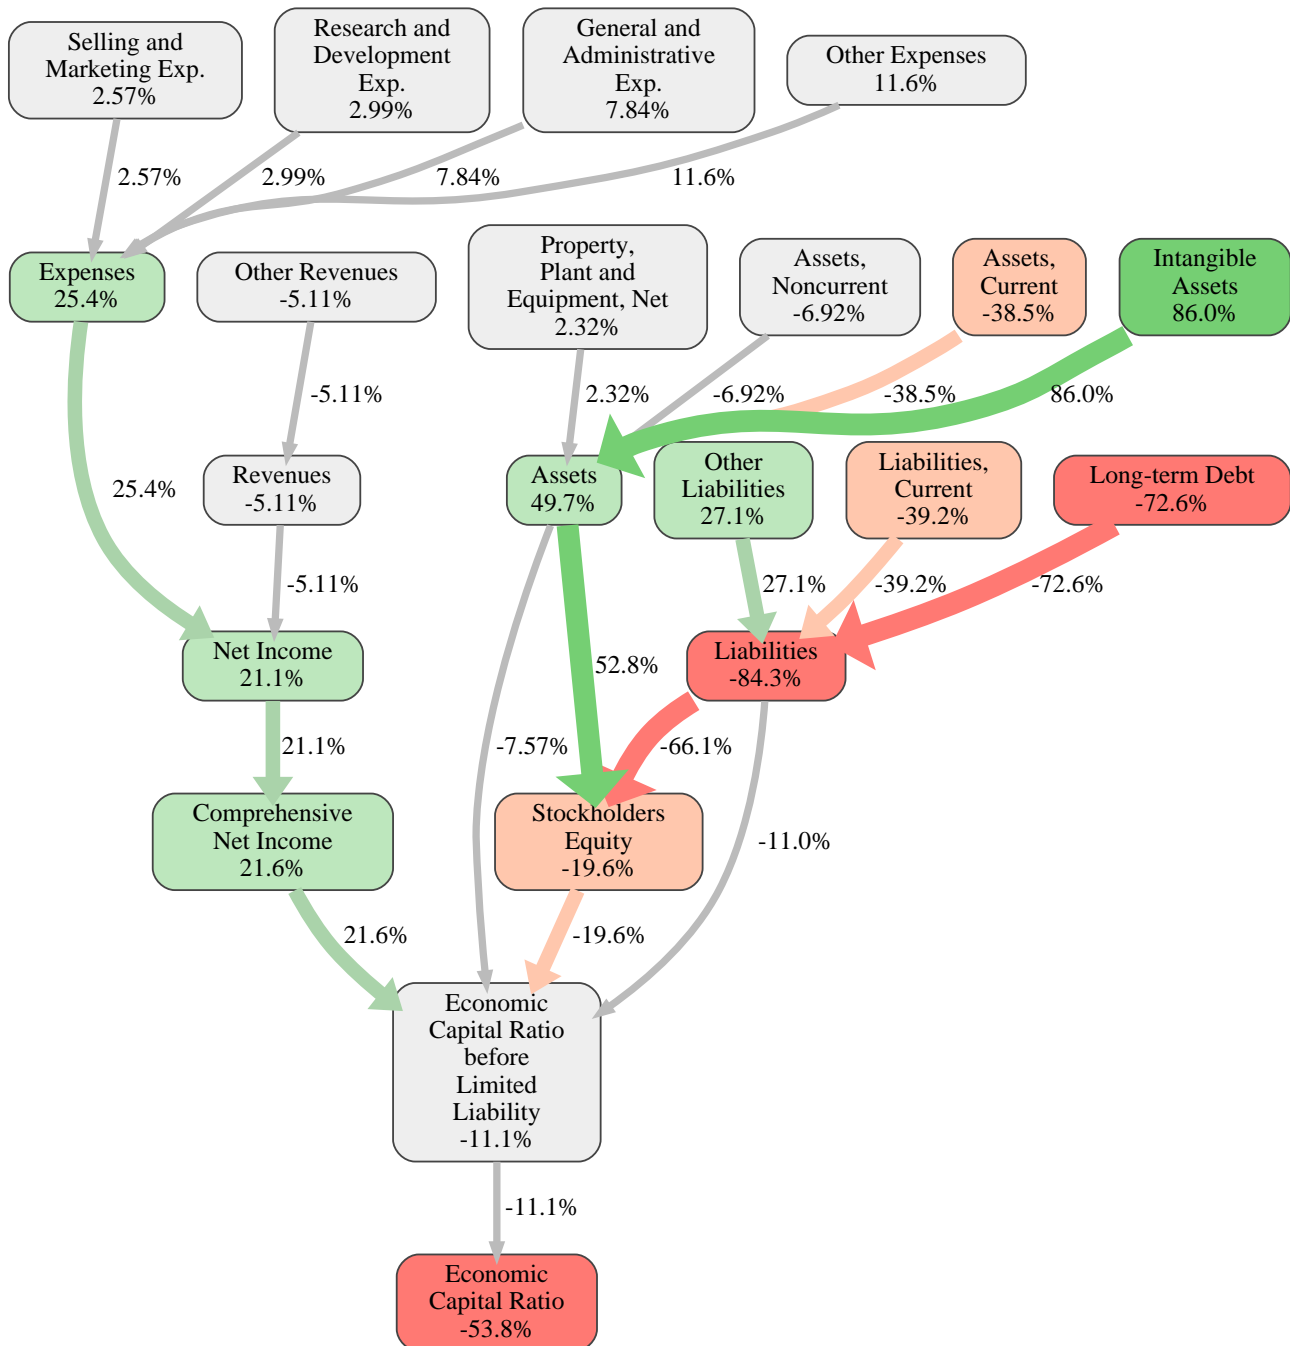 Selling and
Marketing Exp.
2.57%
Research and
Development
Exp.
2.99%
General and
Administrative
Exp.
7.84%
Other Expenses
11.6%
2.57%
2.99%
7.84%
11.6%
Expenses
25.4%
Other Revenues
-5.11%
Property,
Plant and
Equipment, Net
2.32%
Assets,
Noncurrent
-6.92%
Assets,
Current
-38.5%
Intangible
Assets
86.0%
-5.11%
2.32%
-6.92%
-38.5%
86.0%
25.4%
Revenues
-5.11%
Assets
49.7%
Other
Liabilities
27.1%
Liabilities,
Current
-39.2%
Long-term Debt
-72.6%
-5.11%
27.1%
-39.2%
-72.6%
Net Income
21.1%
52.8%
Liabilities
-84.3%
21.1%
-7.57%
-66.1%
Comprehensive
Net Income
21.6%
Stockholders
Equity
-19.6%
-11.0%
21.6%
-19.6%
Economic
Capital Ratio
before
Limited
Liability
-11.1%
-11.1%
Economic
Capital Ratio
-53.8%